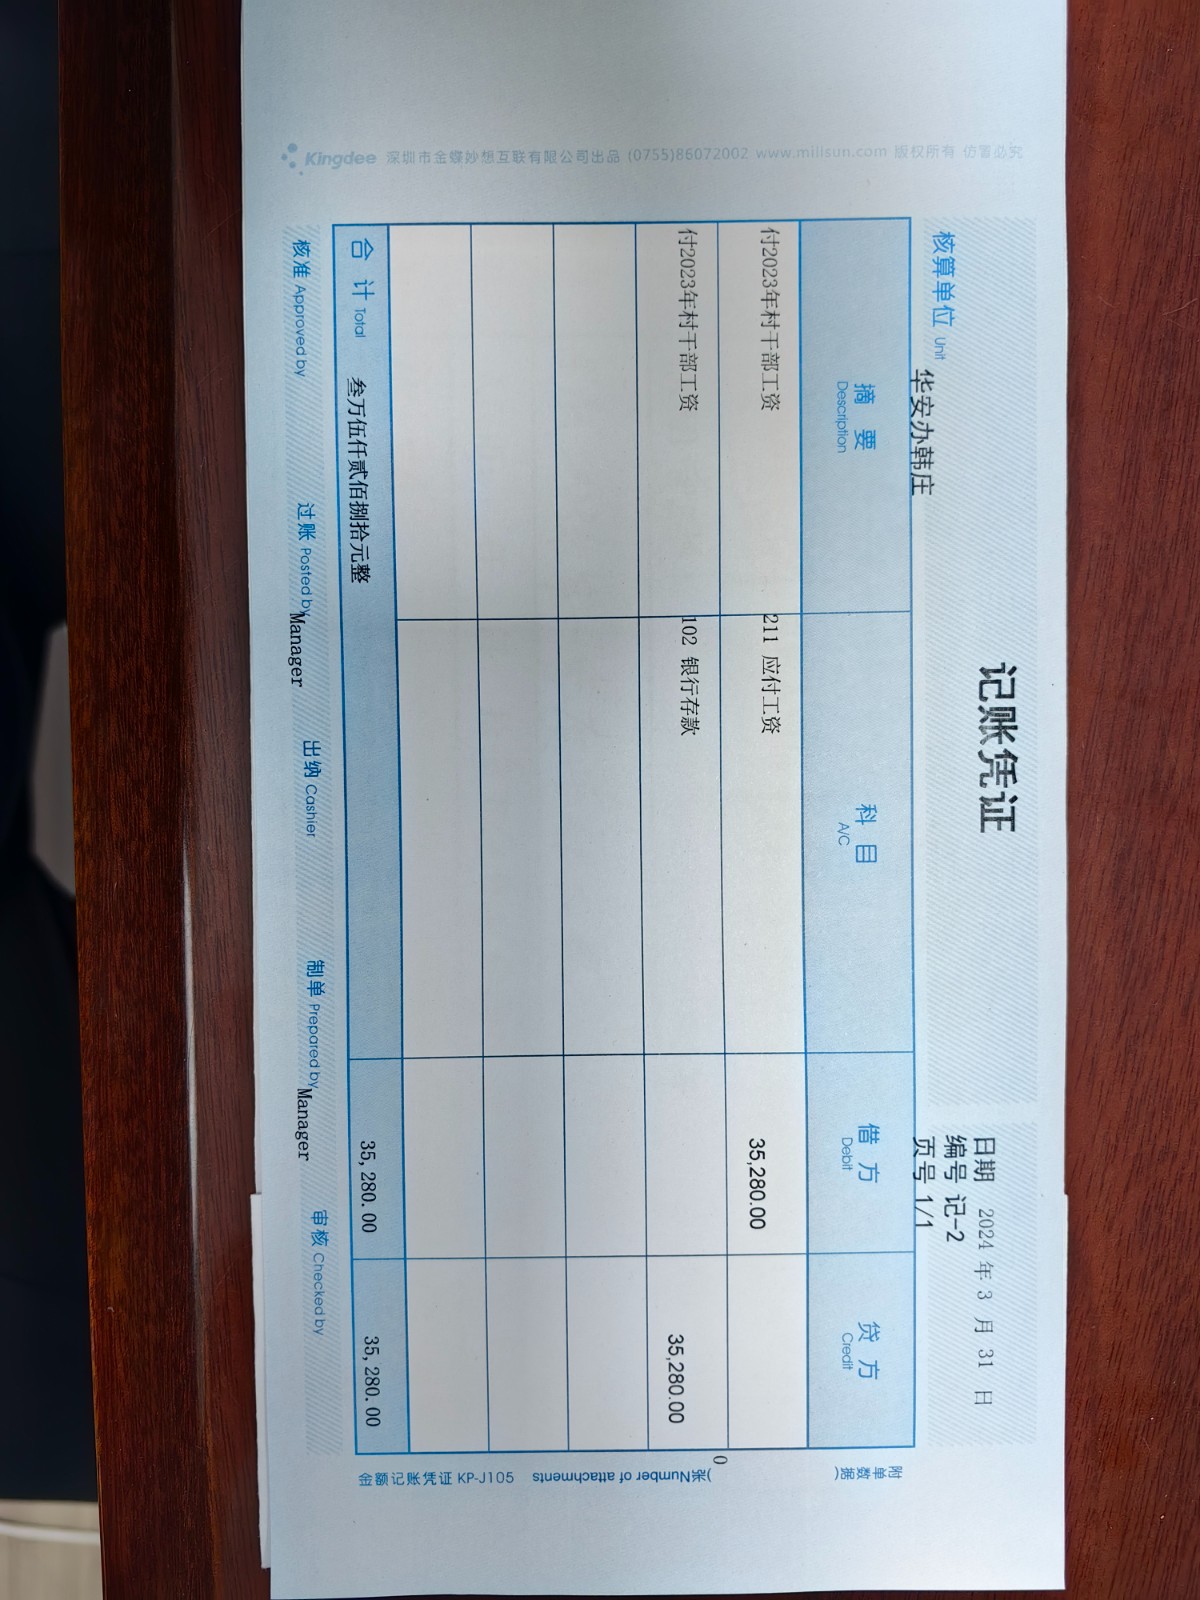 记账凭证
日期 2024 年 3 月 31 日
编号 记-2
核算单位 Unit 华安办韩庄
页号 1/1
摘要 Description 科目 A/C 借方 Debit 贷方 Credit
付2023年村干部工资 211 应付工资 35,280.00
付2023年村干部工资 102 银行存款 35,280.00
合计 Total 叁万伍仟贰佰捌拾元整 35,280.00 35,280.00
核准 Approved by 过账 Posted by Manager 出纳 Cashier 制单 Prepared by Manager 审核 Checked by
附单数据( 0 )张 Number of attachments
金额记账凭证 KP-J105
Kingdee 深圳市金蝶妙想互联有限公司出品 (0755)86072002 www.millsun.com 版权所有 仿冒必究